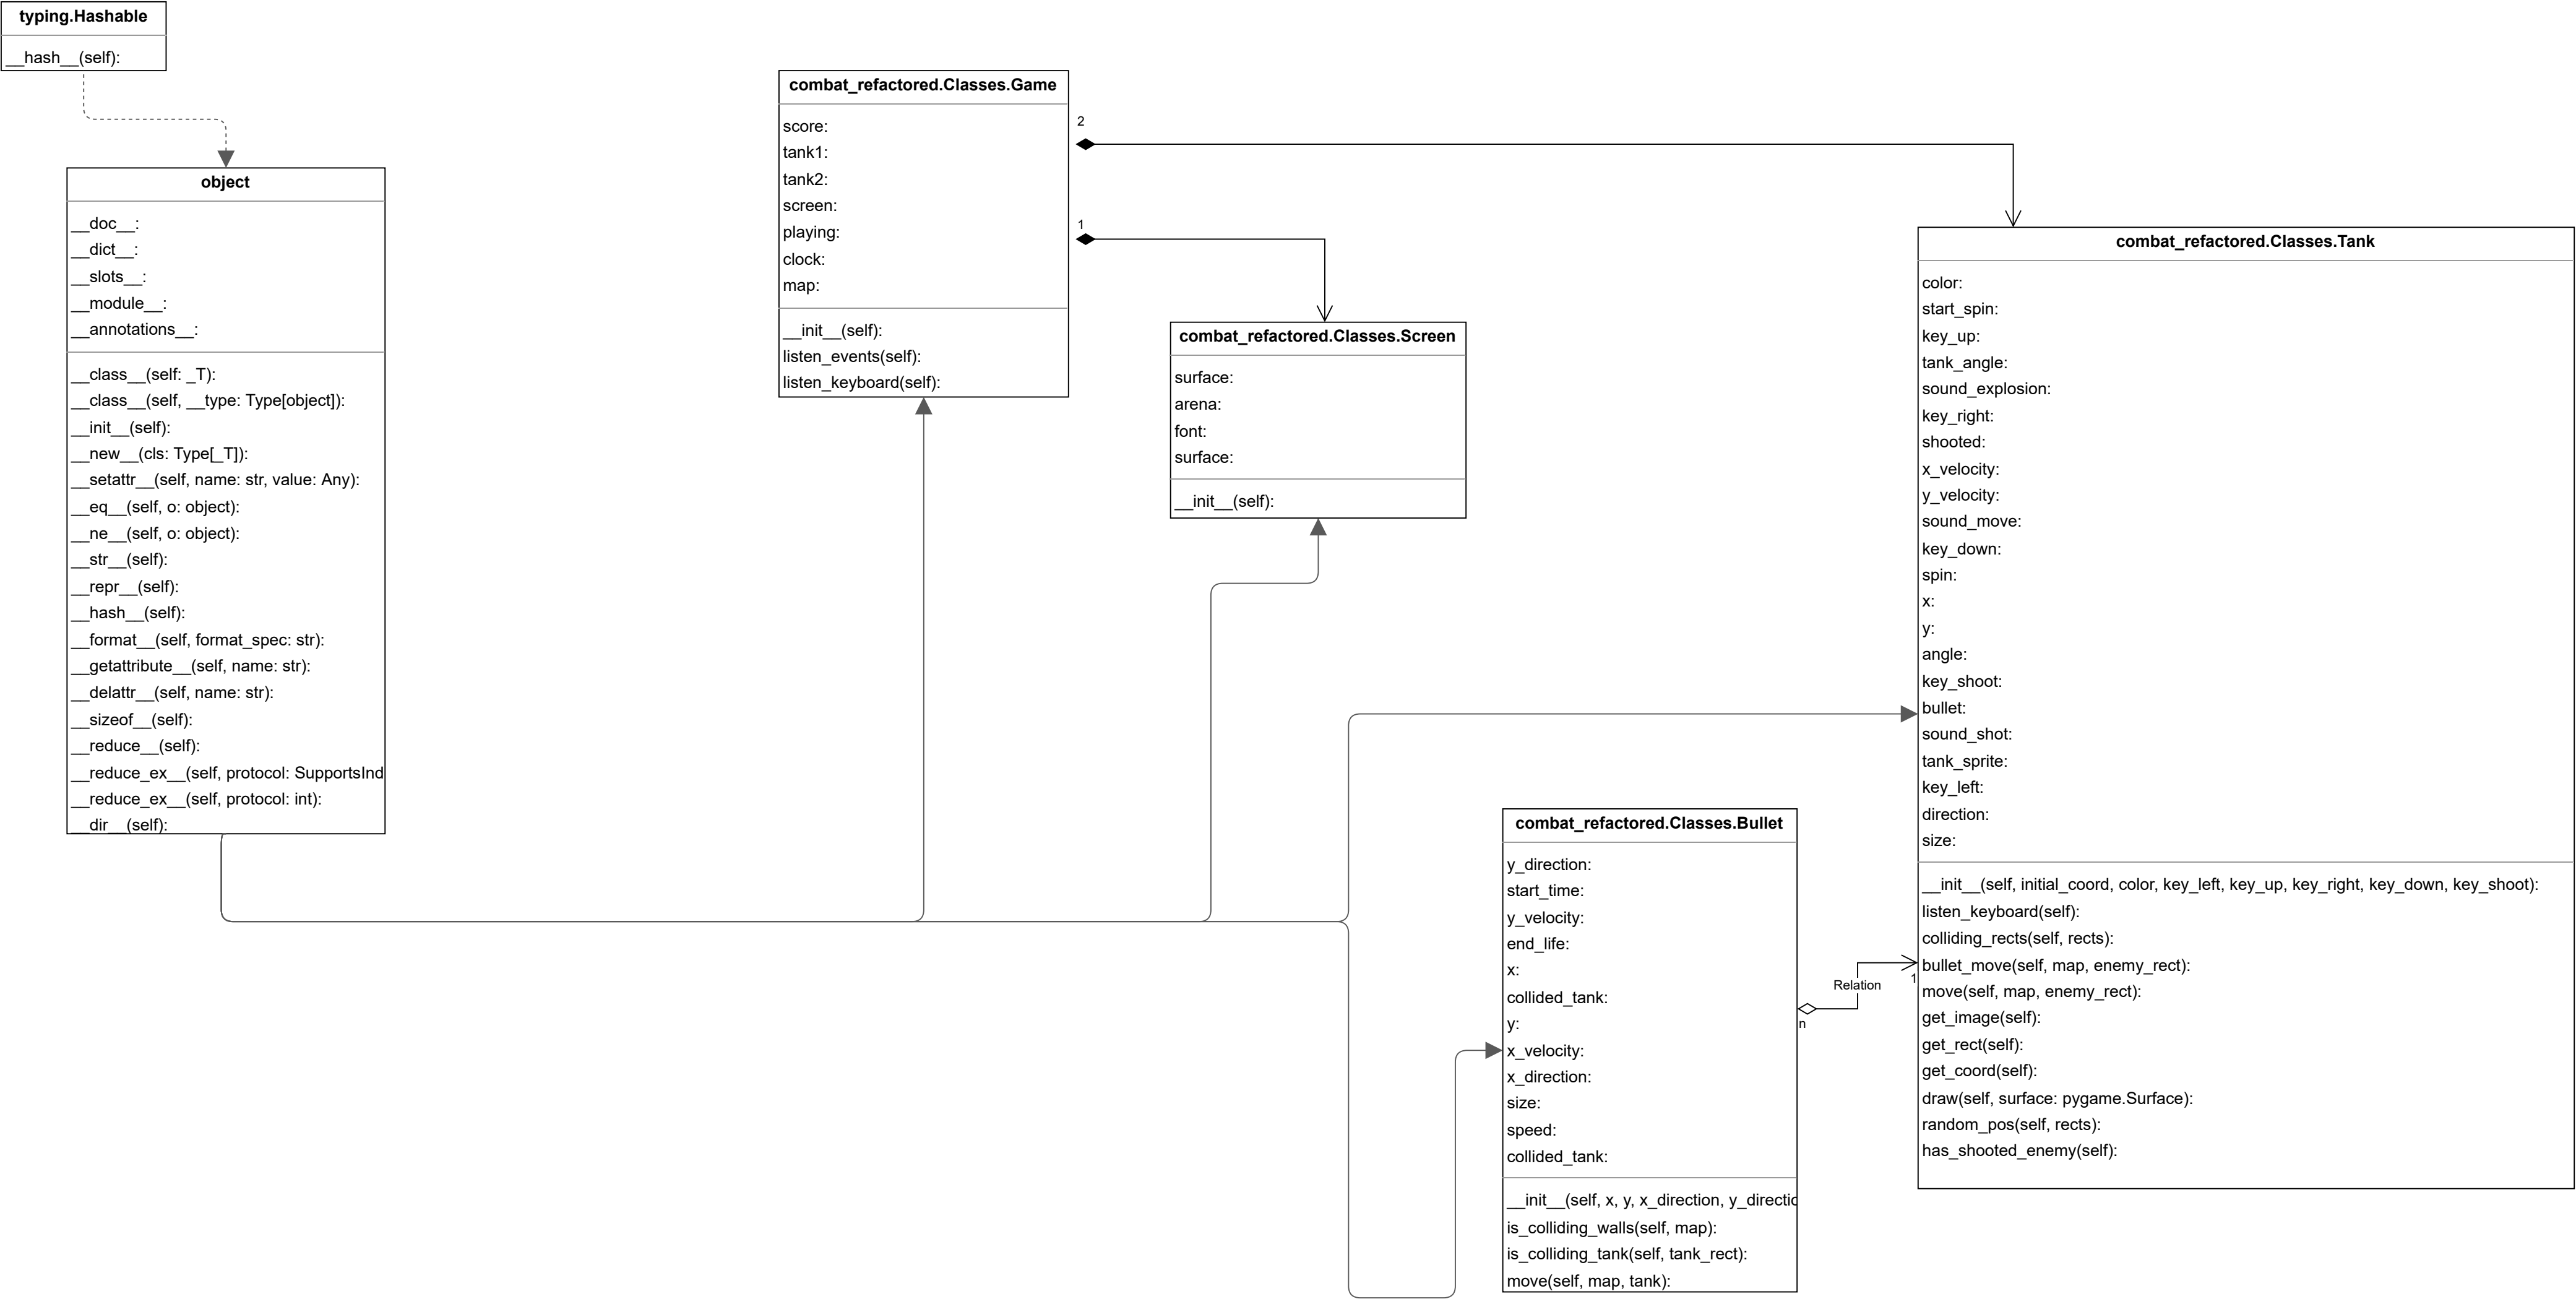 typing.Hashable
__hash__(self):
object
__doc__:
__dict__:
__slots__:
__module__:
__annotations__:
__class__(self: _T):
__class__(self, __type: Type[object]):
__init__(self):
__new__(cls: Type[_T]):
__setattr__(self, name: str, value: Any):
__eq__(self, o: object):
__ne__(self, o: object):
__str__(self):
__repr__(self):
__hash__(self):
__format__(self, format_spec: str):
__getattribute__(self, name: str):
__delattr__(self, name: str):
__sizeof__(self):
__reduce__(self):
__reduce_ex__(self, protocol: SupportsInd
__reduce_ex__(self, protocol: int):
__dir__(self):
combat_refactored.Classes.Game
score:
tank1:
tank2:
screen:
playing:
clock:
map:
__init__(self):
listen_events(self):
listen_keyboard(self):
2
1
combat_refactored.Classes.Screen
surface:
arena:
font:
surface:
__init__(self):
combat_refactored.Classes.Bullet
y_direction:
start_time:
y_velocity:
end_life:
x:
collided_tank:
y:
x_velocity:
x_direction:
size:
speed:
collided_tank:
__init__(self, x, y, x_direction, y_directic
is_colliding_walls(self, map):
is_colliding_tank(self, tank_rect):
move(self, map, tank):
Relation
n
1
combat_refactored.Classes.Tank
color:
start_spin:
key_up:
tank_angle:
sound_explosion:
key_right:
shooted:
x_velocity:
y_velocity:
sound_move:
key_down:
spin:
x:
y:
angle:
key_shoot:
bullet:
sound_shot:
tank_sprite:
key_left:
direction:
size:
__init__(self, initial_coord, color, key_left, key_up, key_right, key_down, key_shoot):
listen_keyboard(self):
colliding_rects(self, rects):
bullet_move(self, map, enemy_rect):
move(self, map, enemy_rect):
get_image(self):
get_rect(self):
get_coord(self):
draw(self, surface: pygame.Surface):
random_pos(self, rects):
has_shooted_enemy(self):